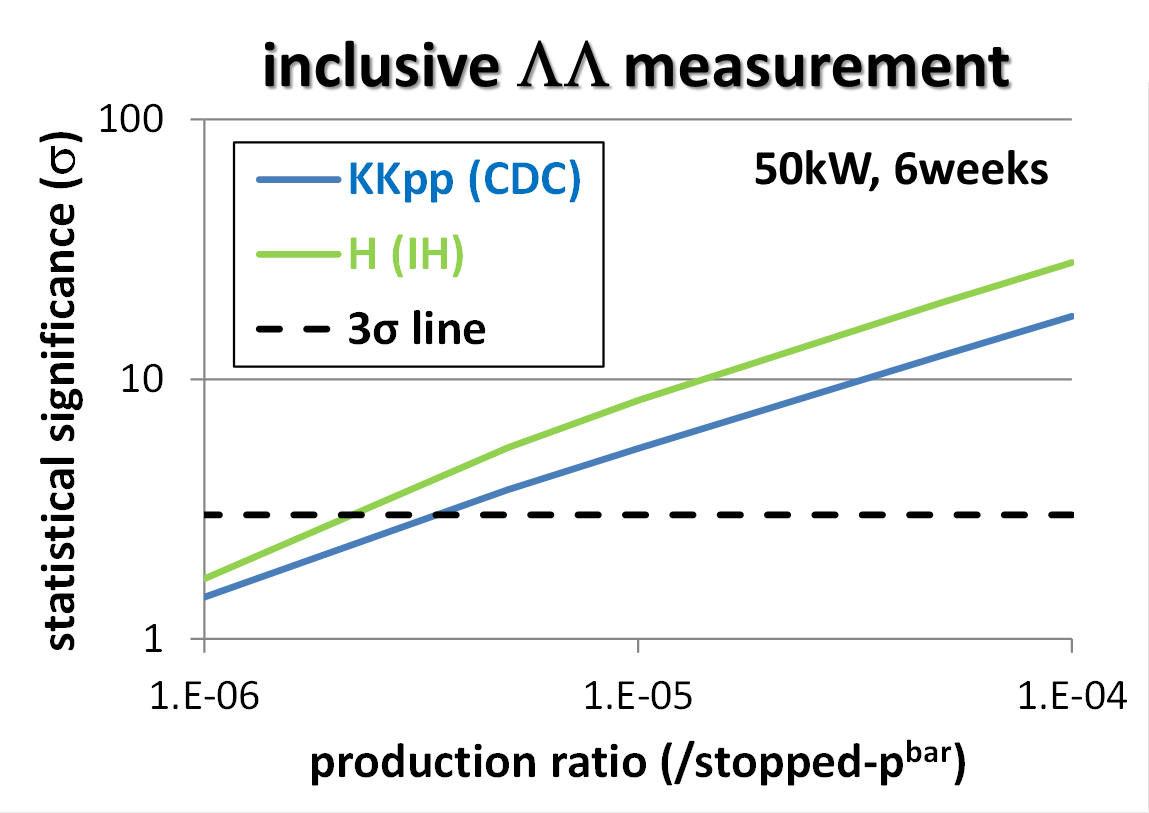 inclusive ΛΛ measurement
100
10
1
statistical significance (σ)
KKpp (CDC)
H (IH)
3σ line
50kW, 6weeks
1.E-06
1.E-05
1.E-04
production ratio (/stopped-pbar)